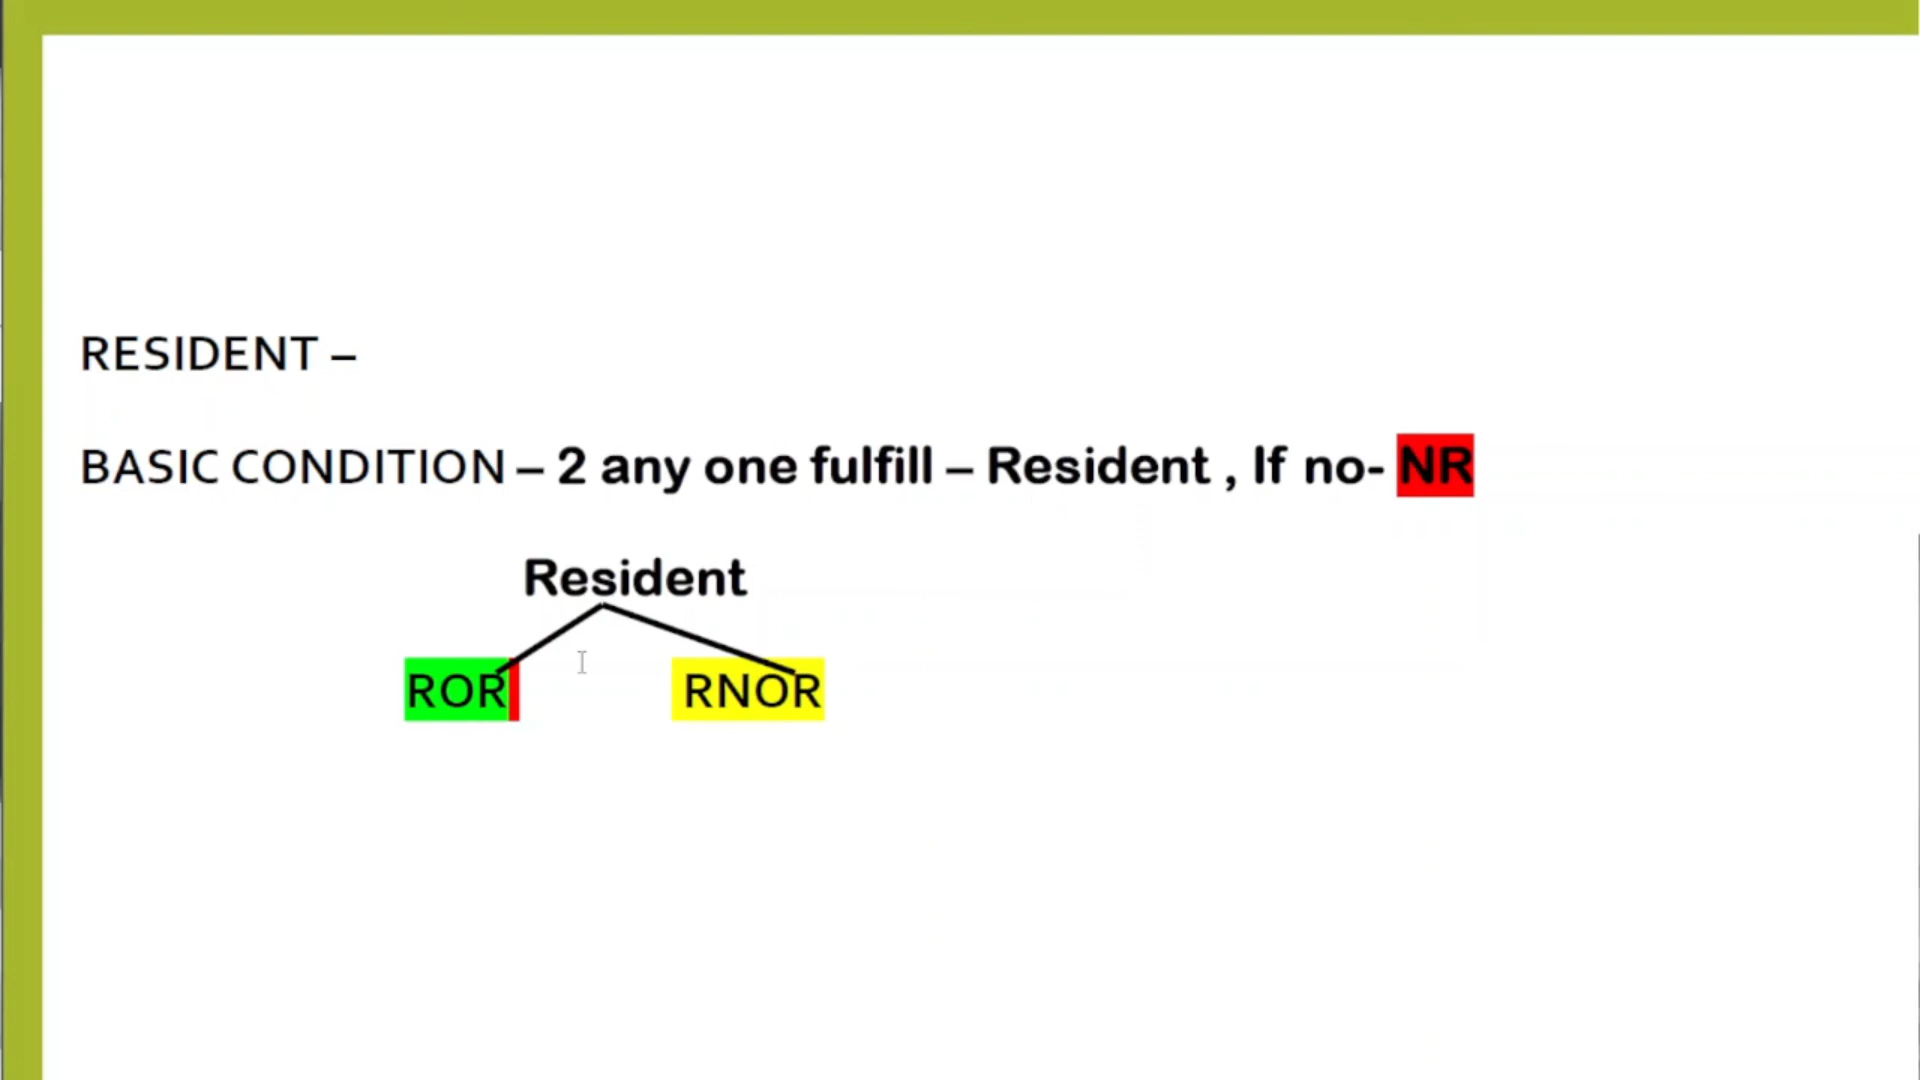 RESIDENT –
BASIC CONDITION – 2 any one fulfill – Resident , If no- NR
Resident
ROR RNOR